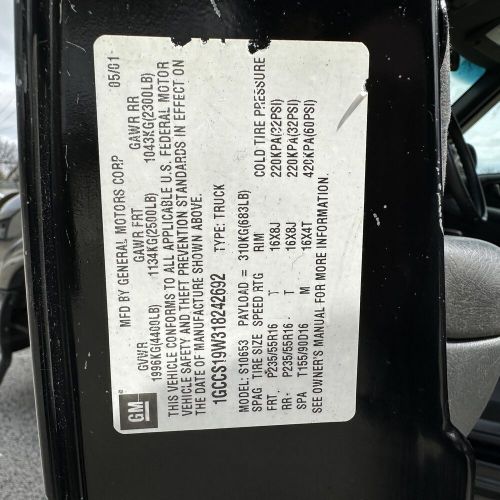 GM
MFD BY GENERAL MOTORS CORP 05/01
GVWR GAWR FRT GAWR RR
1996KG(4400LB) 1134KG(2500LB) 1043KG(2300LB)
THIS VEHICLE CONFORMS TO ALL APPLICABLE U.S. FEDERAL MOTOR
VEHICLE SAFETY AND THEFT PREVENTION STANDARDS IN EFFECT ON
THE DATE OF MANUFACTURE SHOWN ABOVE.
1GCCS19W318242692 TYPE: TRUCK
MODEL: S10653 PAYLOAD = 310KG(683LB)
SPAG TIRE SIZE SPEED RTG RIM COLD TIRE PRESSURE
FRT. P235/55R16 T 16X8J 220KPA(32PSI)
RR. P235/55R16 T 16X8J 220KPA(32PSI)
SPA T155/90D16 M 16X4T 420KPA(60PSI)
SEE OWNER'S MANUAL FOR MORE INFORMATION.